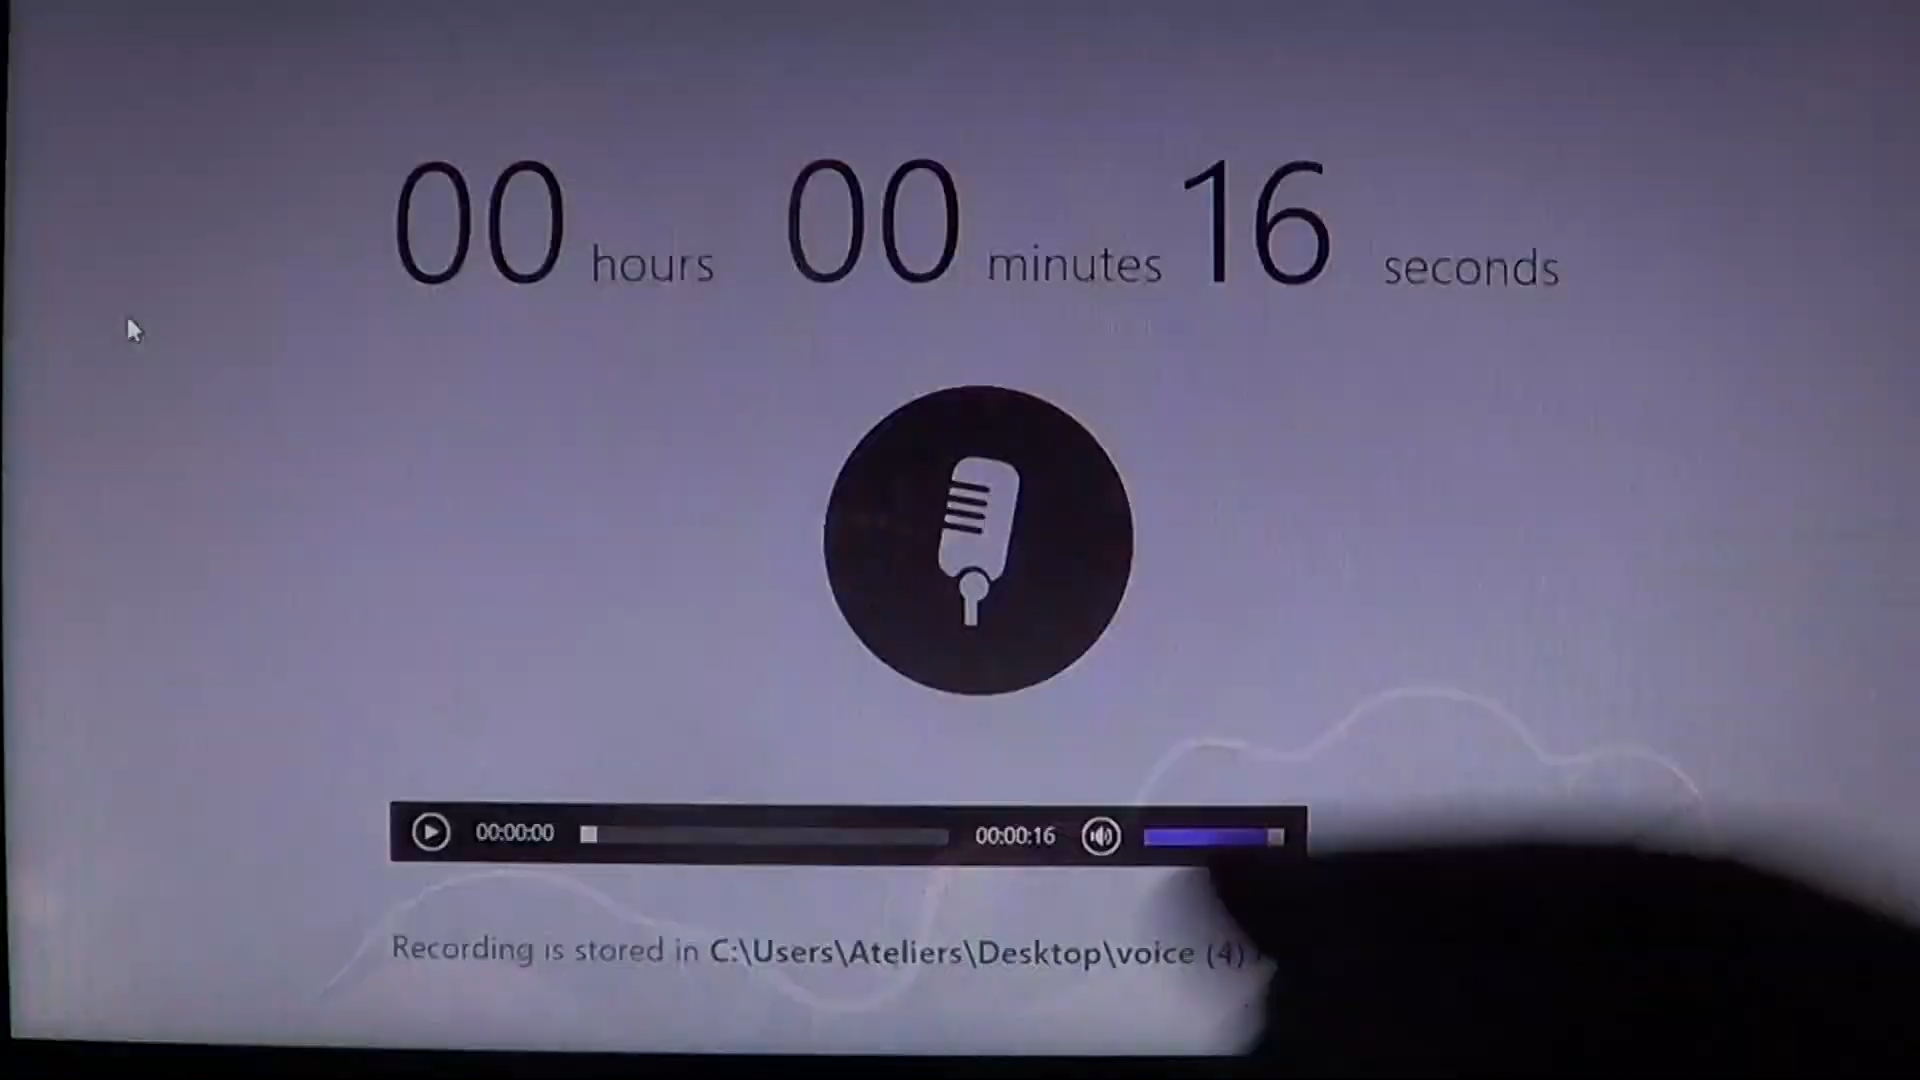 00 hours 00 minutes 16 seconds
00:00:00 00:00:16
Recording is stored in C:\Users\Ateliers\Desktop\voice (4)